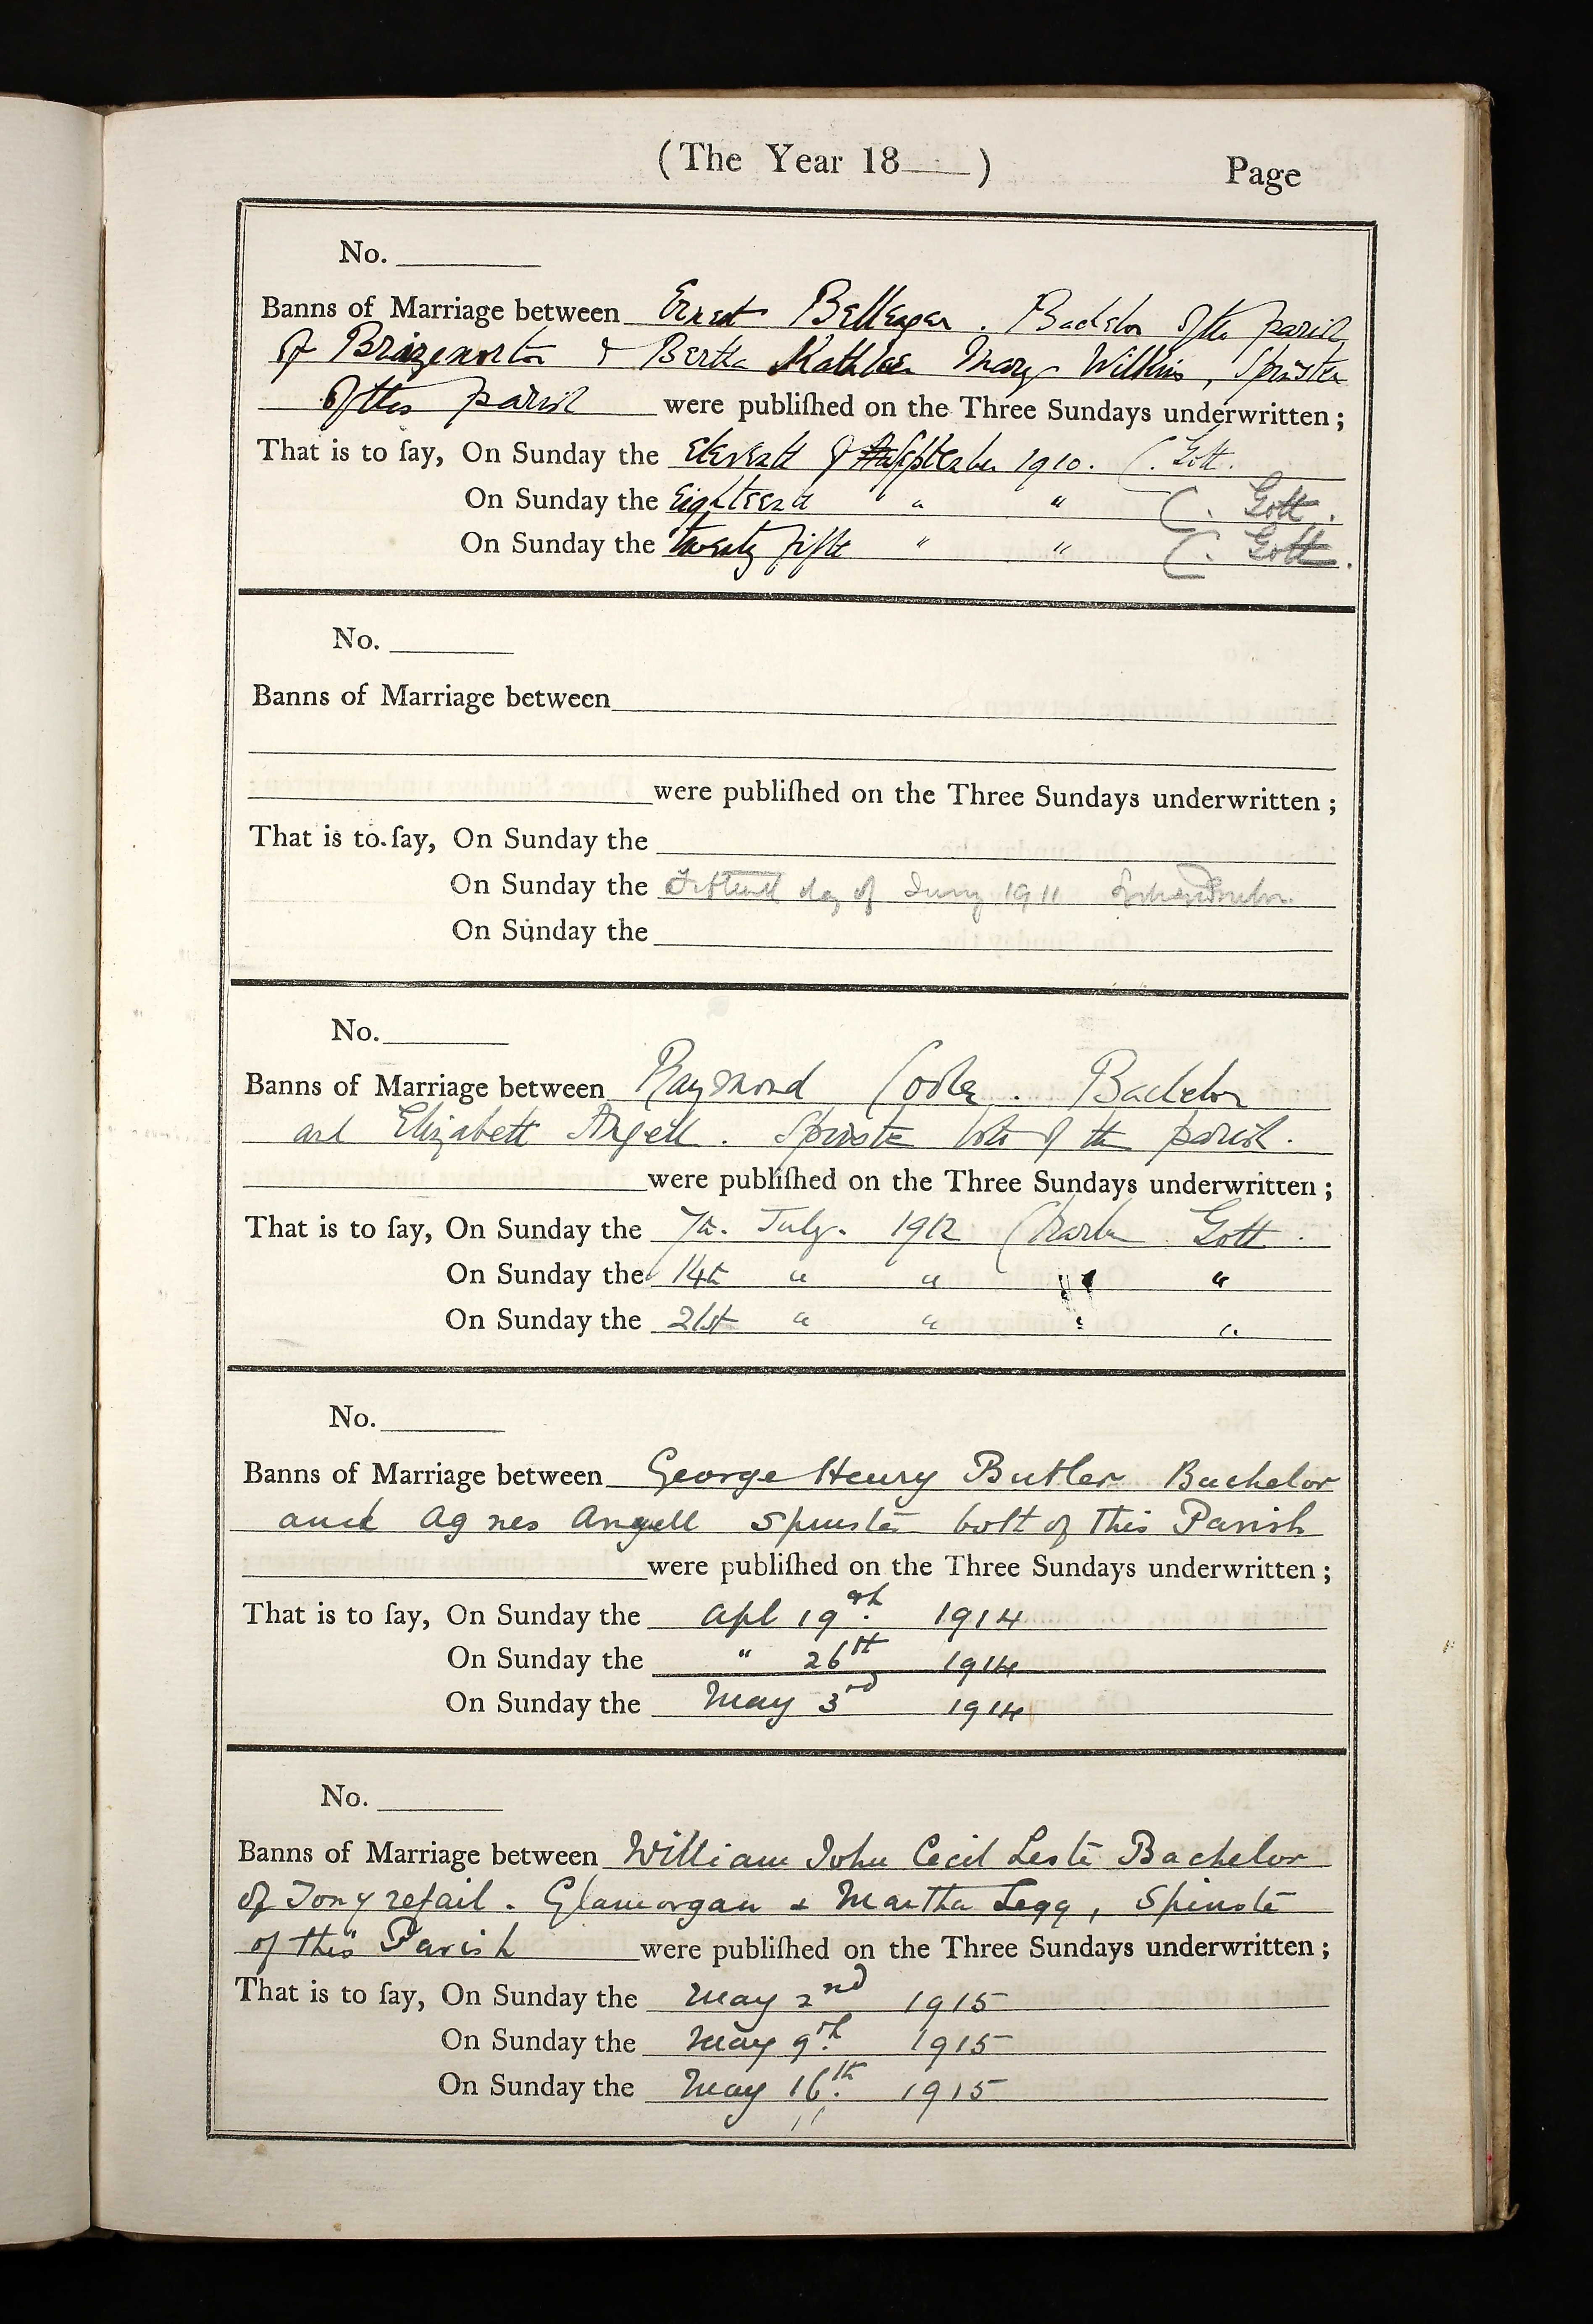 (The Year 18 ) Page
No.
Banns of Marriage between Ernest Bellenger. Bachelor of the parish
of Brizenorton & Bertha Kathleen Mary Wilkins, Spinster
of this parish were publiſhed on the Three Sundays underwritten;
That is to ſay, On Sunday the Eleventh of September 1910. C. Gott.
On Sunday the Eighteenth " " C. Gott.
On Sunday the twenty fifth " " C. Gott.
No.
Banns of Marriage between
were publiſhed on the Three Sundays underwritten;
That is to ſay, On Sunday the
On Sunday the day of 1911
On Sunday the
No.
Banns of Marriage between Raymond . Bachelor
and Elizabeth Angell. Spinster both of this parish.
were publiſhed on the Three Sundays underwritten;
That is to ſay, On Sunday the 7th. July. 1912 Charles Gott.
On Sunday the 14th " " " "
On Sunday the 21st " " " "
No.
Banns of Marriage between George Henry Butler Bachelor
and Agnes Angell Spinster both of this Parish
were publiſhed on the Three Sundays underwritten;
That is to ſay, On Sunday the Apl 19th. 1914
On Sunday the " 26th 1914
On Sunday the May 3rd 1914
No.
Banns of Marriage between William John Cecil Leste Bachelor
of Tonyrefail. Glamorgan & Martha Legg, Spinster
of this Parish were publiſhed on the Three Sundays underwritten;
That is to ſay, On Sunday the May 2nd 1915
On Sunday the May 9th. 1915
On Sunday the May 16th. 1915